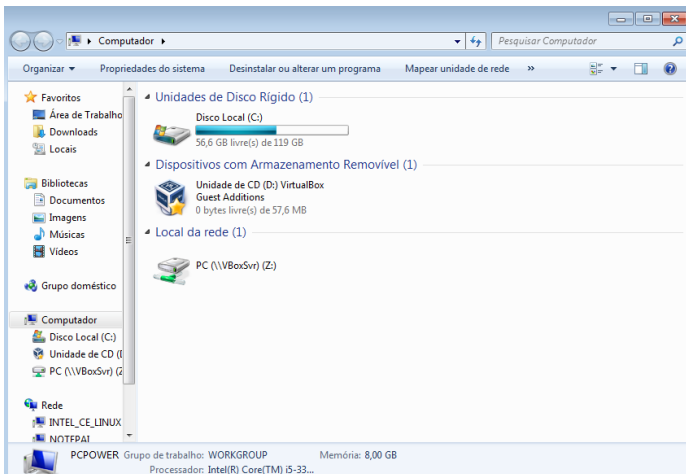 Computador
Pesquisar Computador
Organizar
Propriedades do sistema
Desinstalar ou alterar um programa
Mapear unidade de rede
»
Favoritos
Área de Trabalho
Downloads
Locais
Bibliotecas
Documentos
Imagens
Músicas
Vídeos
Grupo doméstico
Computador
Disco Local (C:)
Unidade de CD (
PC (\\VBoxSvr) (
Rede
INTEL_CE_LINUX
NOTEPAI
Unidades de Disco Rígido (1)
Disco Local (C:)
56,6 GB livre(s) de 119 GB
Dispositivos com Armazenamento Removível (1)
Unidade de CD (D:) VirtualBox
Guest Additions
0 bytes livre(s) de 57,6 MB
Local da rede (1)
PC (\\VBoxSvr) (Z:)
PCPOWER Grupo de trabalho: WORKGROUP Memória: 8,00 GB
Processador: Intel(R) Core(TM) i5-33...